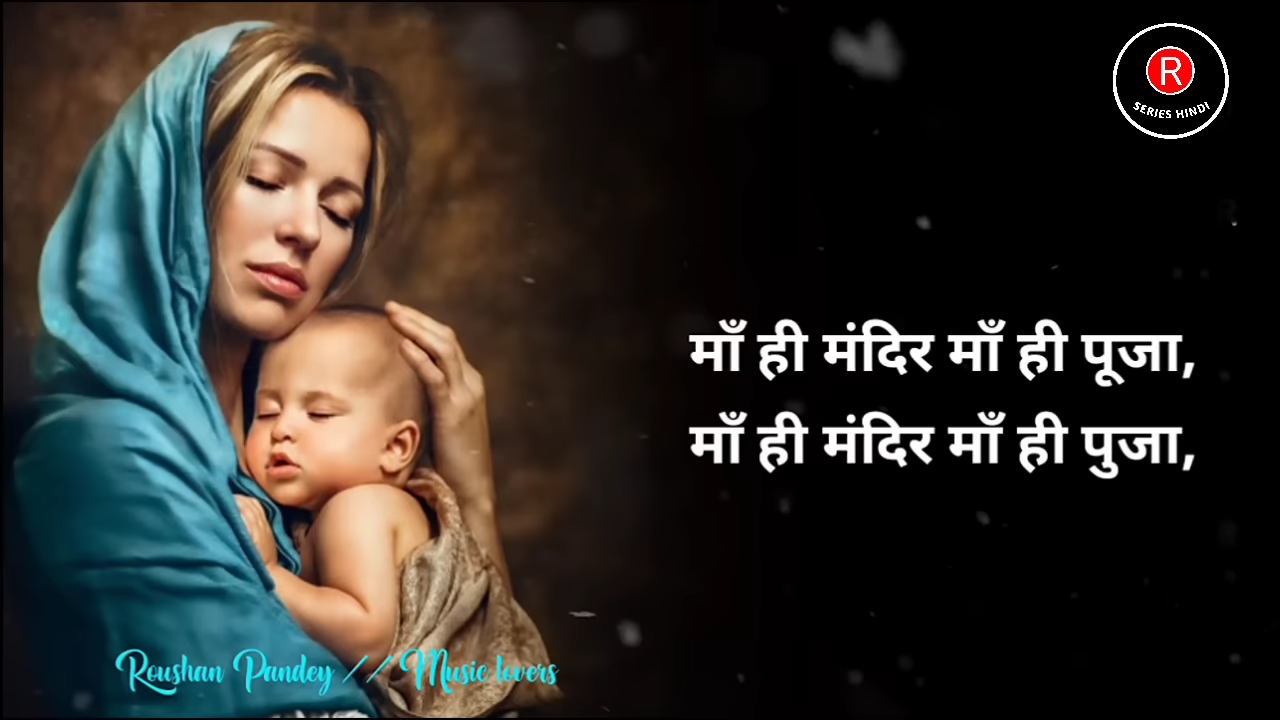 R
SERIES HINDI
माँ ही मंदिर माँ ही पूजा,
माँ ही मंदिर माँ ही पुजा,
Roushan Pandey // Music lovers